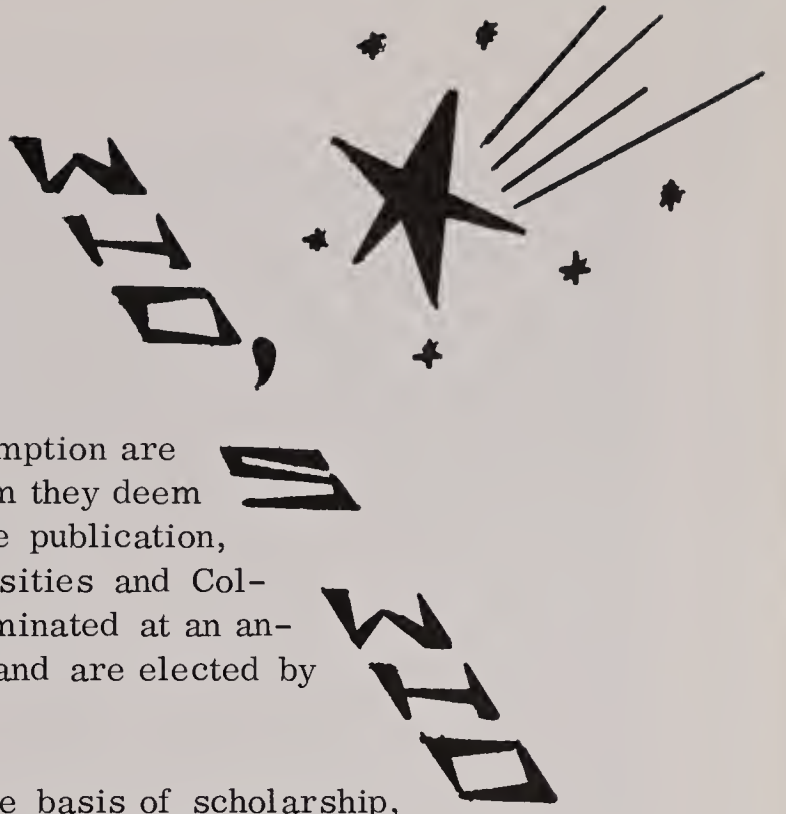 WHO'S WHO
mption are
m they deem
e publication,
sities and Col-
minated at an an-
and are elected by
e basis of scholarship,